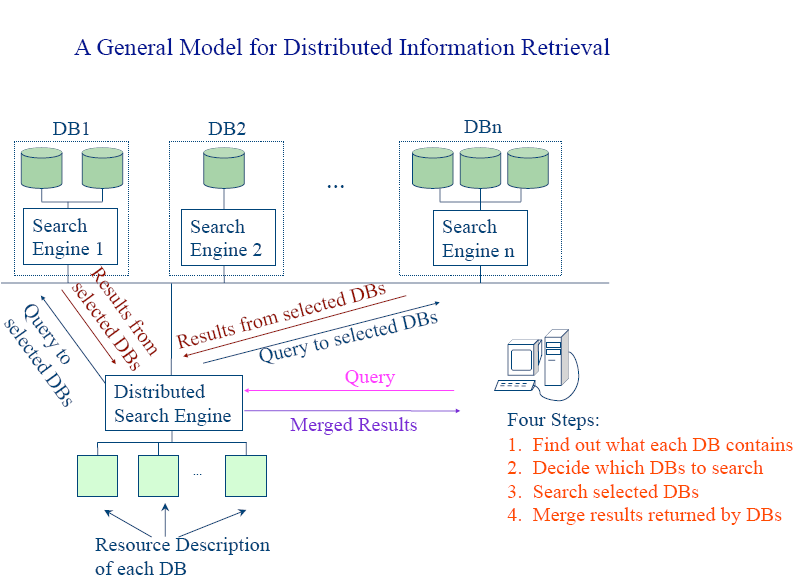 A General Model for Distributed Information Retrieval
DB1
DB2
DBn
...
Search
Engine 1
Search
Engine 2
Search
Engine n
Results from
selected DBs
Query to
selected DBs
Results from selected DBs
Query to selected DBs
Distributed
Search Engine
Query
Merged Results
...
Resource Description
of each DB
Four Steps:
1. Find out what each DB contains
2. Decide which DBs to search
3. Search selected DBs
4. Merge results returned by DBs